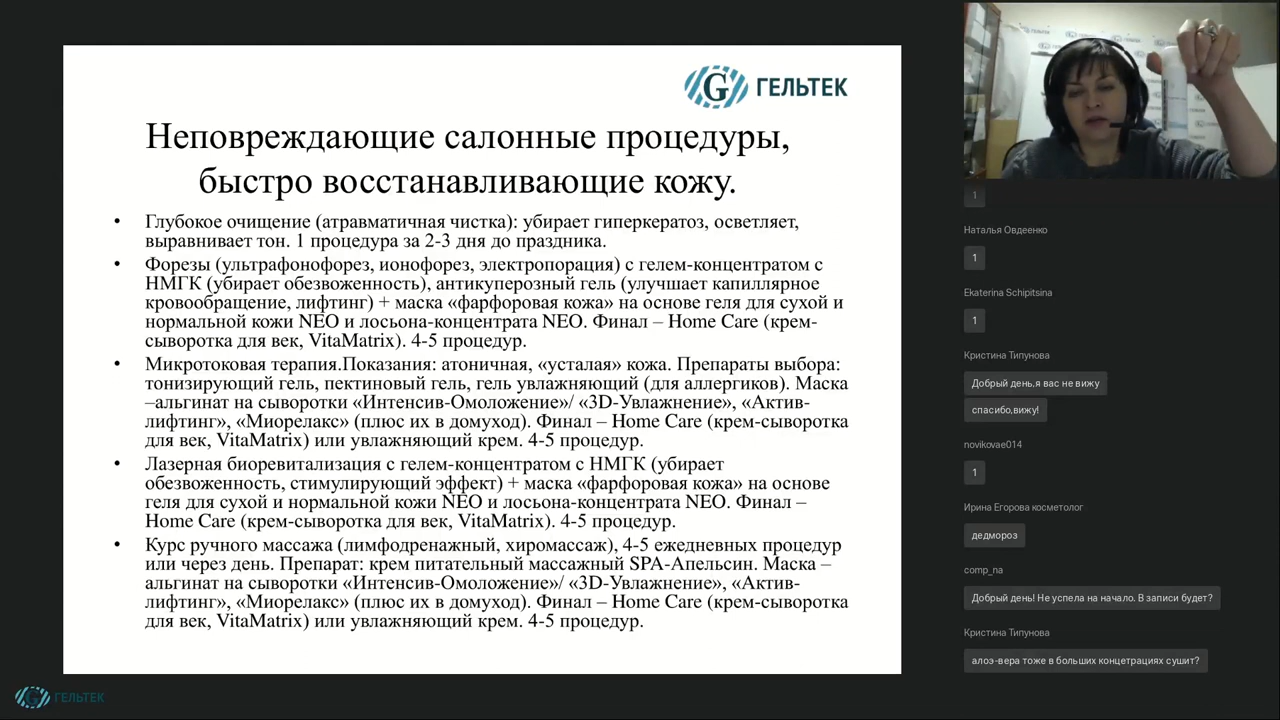 ГЕЛЬТЕК
Неповреждающие салонные процедуры,
быстро восстанавливающие кожу.
• Глубокое очищение (атравматичная чистка): убирает гиперкератоз, осветляет,
выравнивает тон. 1 процедура за 2-3 дня до праздника.
• Форезы (ультрафонофорез, ионофорез, электропорация) с гелем-концентратом с
НМГК (убирает обезвоженность), антикуперозный гель (улучшает капиллярное
кровообращение, лифтинг) + маска «фарфоровая кожа» на основе геля для сухой и
нормальной кожи NEO и лосьона-концентрата NEO. Финал – Home Care (крем-
сыворотка для век, VitaMatrix). 4-5 процедур.
• Микротоковая терапия.Показания: атоничная, «усталая» кожа. Препараты выбора:
тонизирующий гель, пектиновый гель, гель увлажняющий (для аллергиков). Маска
–альгинат на сыворотки «Интенсив-Омоложение»/ «3D-Увлажнение», «Актив-
лифтинг», «Миорелакс» (плюс их в домуход). Финал – Home Care (крем-сыворотка
для век, VitaMatrix) или увлажняющий крем. 4-5 процедур.
• Лазерная биоревитализация с гелем-концентратом с НМГК (убирает
обезвоженность, стимулирующий эффект) + маска «фарфоровая кожа» на основе
геля для сухой и нормальной кожи NEO и лосьона-концентрата NEO. Финал –
Home Care (крем-сыворотка для век, VitaMatrix). 4-5 процедур.
• Курс ручного массажа (лимфодренажный, хиромассаж), 4-5 ежедневных процедур
или через день. Препарат: крем питательный массажный SPA-Апельсин. Маска –
альгинат на сыворотки «Интенсив-Омоложение»/ «3D-Увлажнение», «Актив-
лифтинг», «Миорелакс» (плюс их в домуход). Финал – Home Care (крем-сыворотка
для век, VitaMatrix) или увлажняющий крем. 4-5 процедур.
ГЕЛЬТЕК
1
Наталья Овдеенко
1
Ekaterina Schipitsina
1
Кристина Типунова
Добрый день,я вас не вижу
спасибо,вижу!
novikovae014
1
Ирина Егорова косметолог
дедмороз
comp_na
Добрый день! Не успела на начало. В записи будет?
Кристина Типунова
алоэ-вера тоже в больших концетрациях сушит?